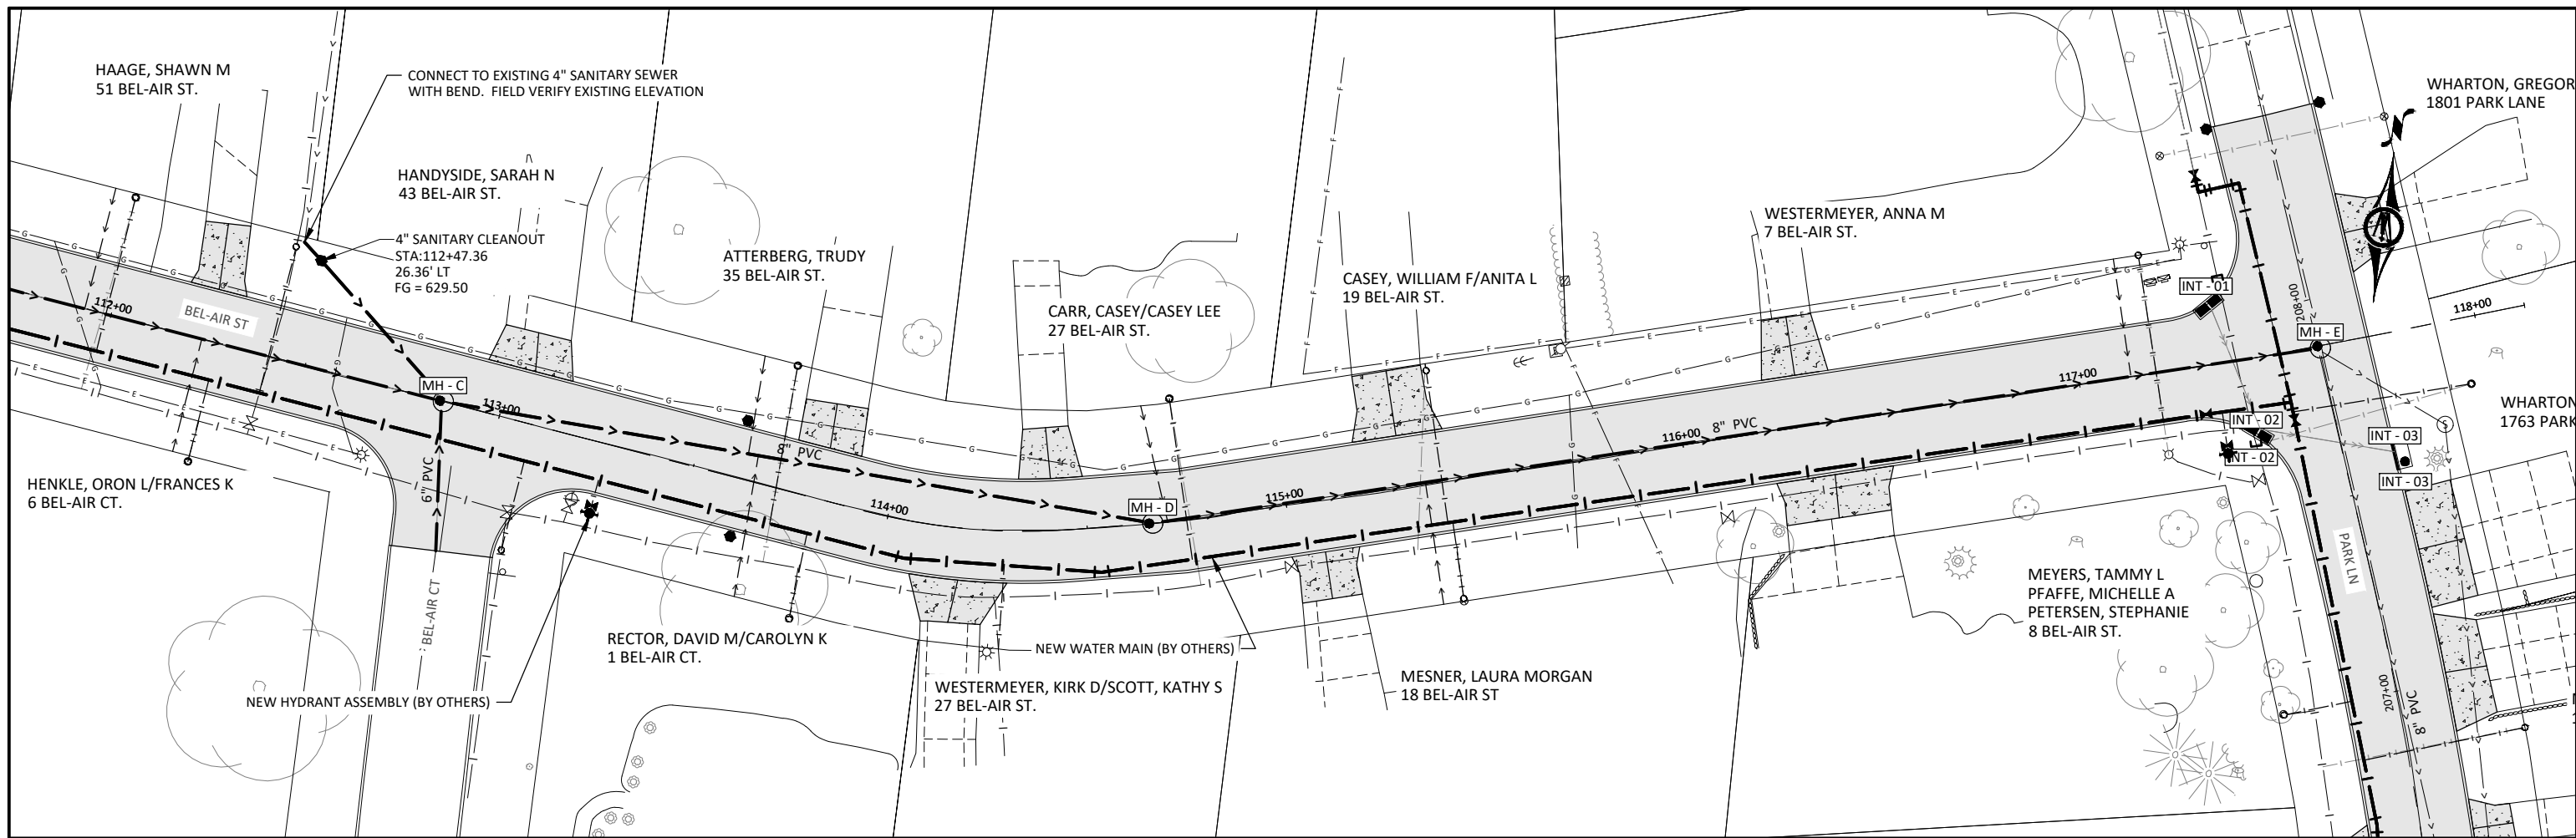 HAAGE, SHAWN M
51 BEL-AIR ST.
CONNECT TO EXISTING 4" SANITARY SEWER
WITH BEND. FIELD VERIFY EXISTING ELEVATION
WHARTON, GREGOR
1801 PARK LANE
HANDYSIDE, SARAH N
43 BEL-AIR ST.
4" SANITARY CLEANOUT
STA:112+47.36
26.36' LT
FG = 629.50
ATTERBERG, TRUDY
35 BEL-AIR ST.
CARR, CASEY/CASEY LEE
27 BEL-AIR ST.
CASEY, WILLIAM F/ANITA L
19 BEL-AIR ST.
WESTERMEYER, ANNA M
7 BEL-AIR ST.
N
INT - 01
208+00
118+00
MH - E
112+00
BEL-AIR ST
MH - C
113+00
8" PVC
114+00
MH - D
115+00
116+00
8" PVC
117+00
INT - 02
INT - 02
INT - 03
INT - 03
S
WHARTON
1763 PARK
HENKLE, ORON L/FRANCES K
6 BEL-AIR CT.
6" PVC
BEL-AIR CT
RECTOR, DAVID M/CAROLYN K
1 BEL-AIR CT.
NEW WATER MAIN (BY OTHERS)
NEW HYDRANT ASSEMBLY (BY OTHERS)
WESTERMEYER, KIRK D/SCOTT, KATHY S
27 BEL-AIR ST.
MESNER, LAURA MORGAN
18 BEL-AIR ST
MEYERS, TAMMY L
PFAFFE, MICHELLE A
PETERSEN, STEPHANIE
8 BEL-AIR ST.
PARK LN
207+00
8" PVC